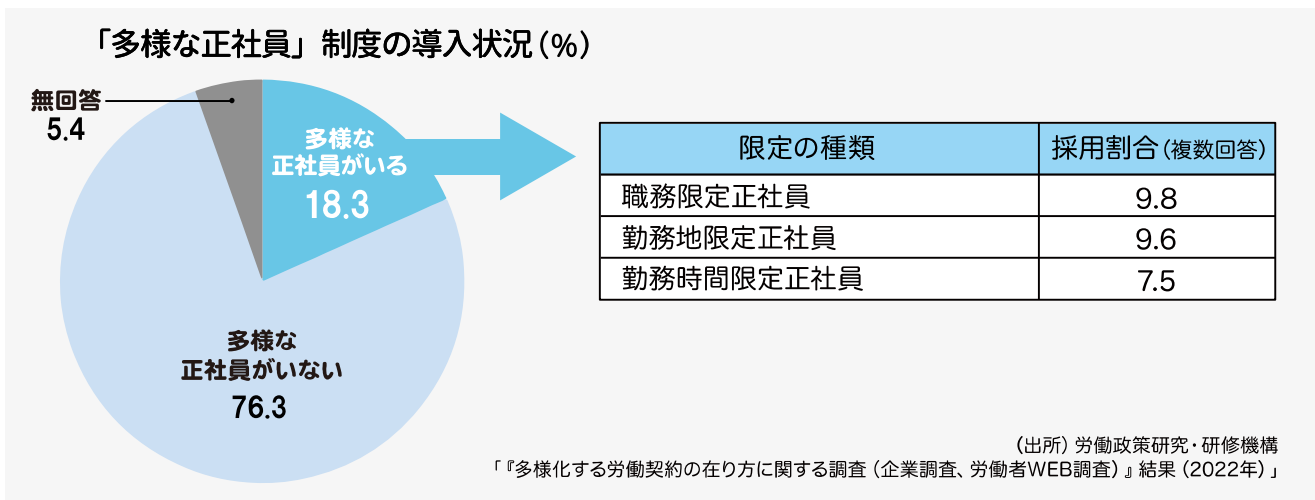 「多様な正社員」制度の導入状況(%)
無回答
5.4
多様な
正社員がいる
18.3
多様な
正社員がいない
76.3
限定の種類 採用割合(複数回答)
職務限定正社員 9.8
勤務地限定正社員 9.6
勤務時間限定正社員 7.5
(出所)労働政策研究・研修機構
「『多様化する労働契約の在り方に関する調査(企業調査、労働者WEB調査)』結果(2022年)」